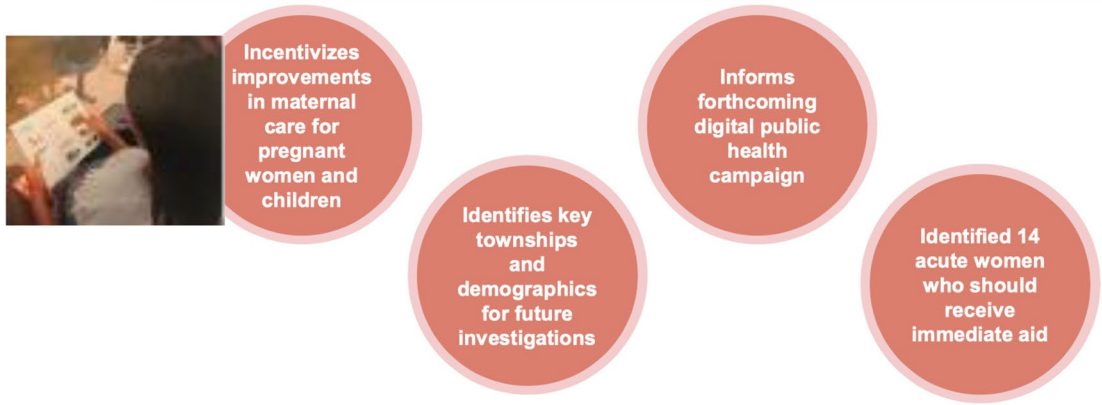 Incentivizes
improvements
in maternal
care for
pregnant
women and
children
Identifies key
townships
and
demographics
for future
investigations
Informs
forthcoming
digital public
health
campaign
Identified 14
acute women
who should
receive
immediate aid